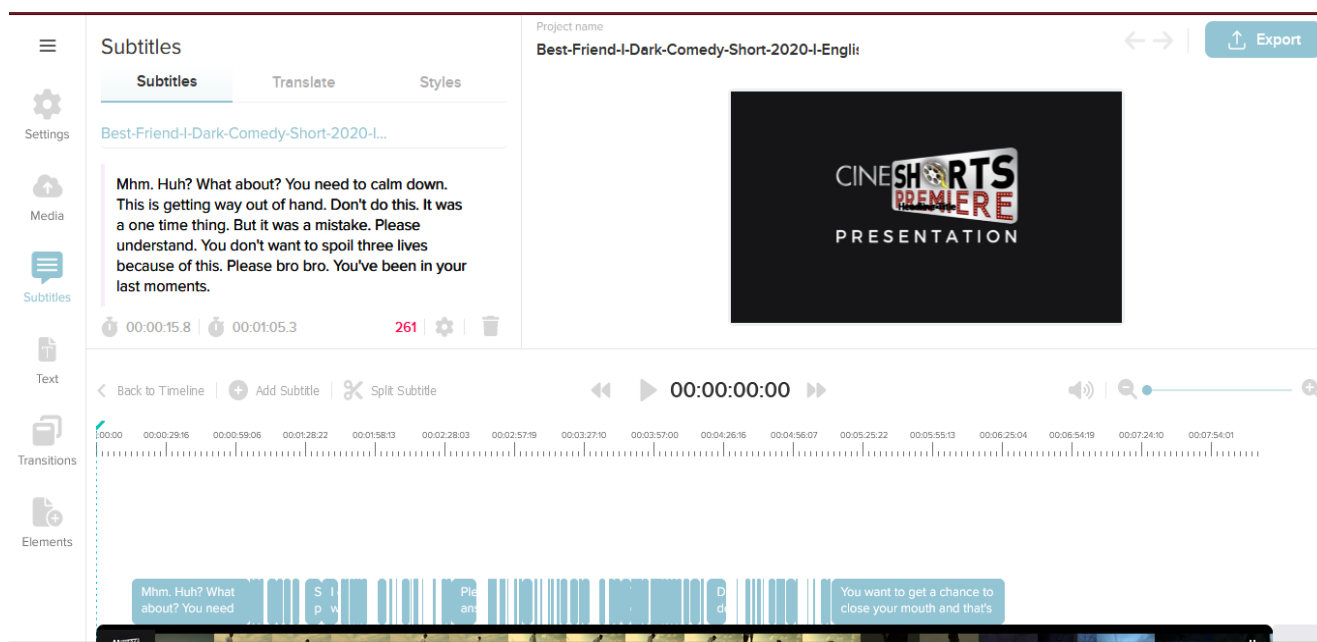 Project name
Best-Friend-I-Dark-Comedy-Short-2020-I-Englis
Export
Subtitles
Subtitles
Translate
Styles
Best-Friend-I-Dark-Comedy-Short-2020-I...
Mhm. Huh? What about? You need to calm down.
This is getting way out of hand. Don't do this. It was
a one time thing. But it was a mistake. Please
understand. You don't want to spoil three lives
because of this. Please bro bro. You've been in your
last moments.
00:00:15.8
00:01:05.3
261
Settings
Media
Subtitles
Text
Transitions
Elements
CINESHORTS
PREMIERE
Headline Title
PRESENTATION
Back to Timeline
Add Subtitle
Split Subtitle
00:00:00:00
:00:00 00:00:29:16 00:00:59:06 00:01:28:22 00:01:58:13 00:02:28:03 00:02:57:19 00:03:27:10 00:03:57:00 00:04:26:16 00:04:56:07 00:05:25:22 00:05:55:13 00:06:25:04 00:06:54:19 00:07:24:10 00:07:54:01
Mhm. Huh? What
about? You need
S
p
I
w
Ple
ans
D
d
You want to get a chance to
close your mouth and that's